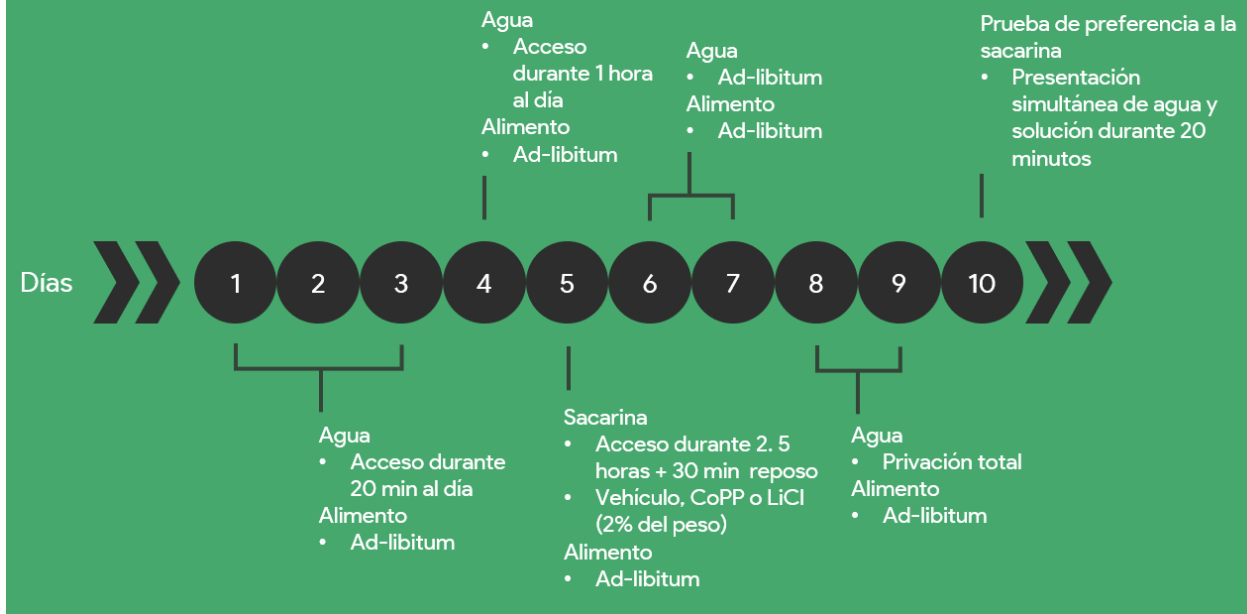 Agua
• Acceso
durante 1 hora
al día
Alimento
• Ad-libitum
Agua
• Ad-libitum
Alimento
• Ad-libitum
Prueba de preferencia a la
sacarina
• Presentación
simultánea de agua y
solución durante 20
minutos
Días
1
2
3
4
5
6
7
8
9
10
Agua
• Acceso durante
20 min al día
Alimento
• Ad-libitum
Sacarina
• Acceso durante 2. 5
horas + 30 min reposo
• Vehículo, CoPP o LiCl
(2% del peso)
Alimento
• Ad-libitum
Agua
• Privación total
Alimento
• Ad-libitum